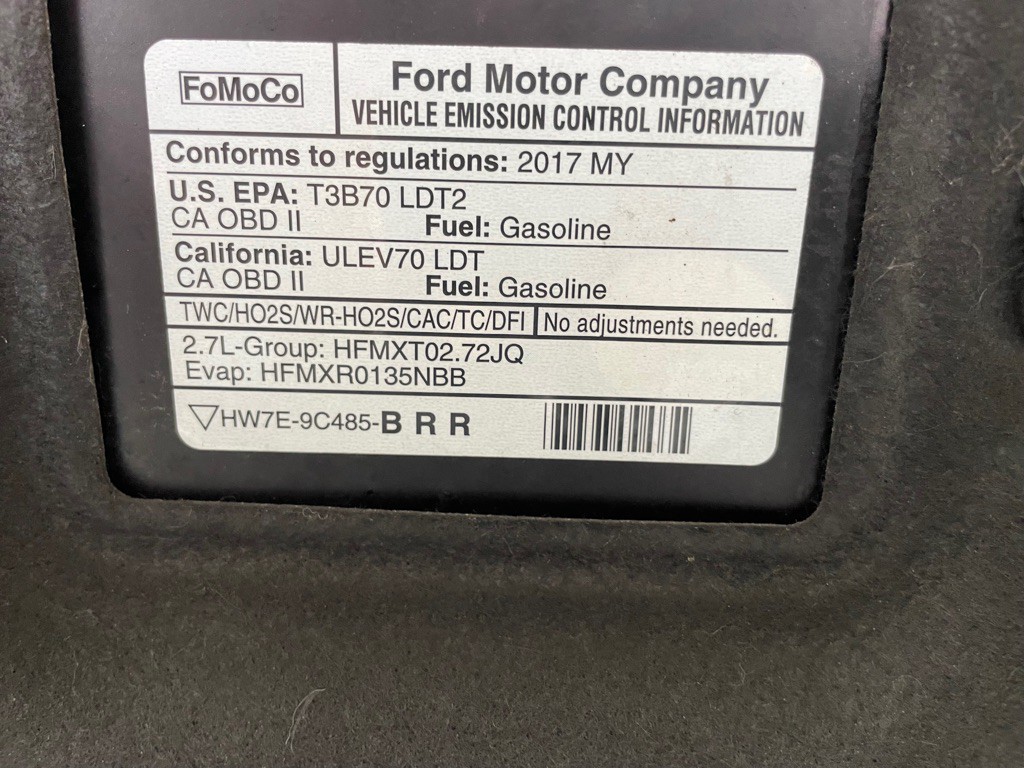 FoMoCo
Ford Motor Company
VEHICLE EMISSION CONTROL INFORMATION
Conforms to regulations: 2017 MY
U.S. EPA: T3B70 LDT2
CA OBD II Fuel: Gasoline
California: ULEV70 LDT
CA OBD II Fuel: Gasoline
TWC/HO2S/WR-HO2S/CAC/TC/DFI No adjustments needed.
2.7L-Group: HFMXT02.72JQ
Evap: HFMXR0135NBB
▽HW7E-9C485-B R R